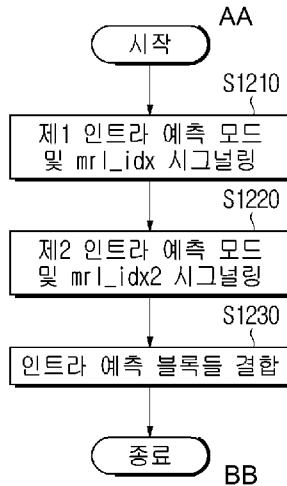 AA
시작
S1210
제1 인트라 예측 모드
및 mrl_idx 시그널링
S1220
제2 인트라 예측 모드
및 mrl_idx2 시그널링
S1230
인트라 예측 블록들 결합
종료
BB